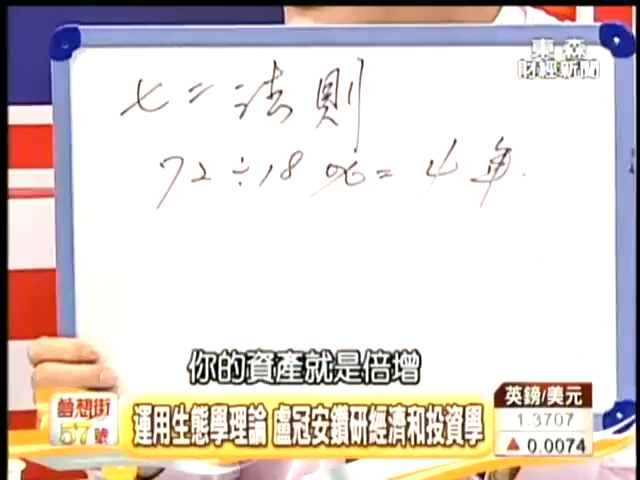 東森
財經新聞
七二法則
72÷18%=4年
你的資產就是倍增
夢想街
57號
運用生態學理論 盧冠安鑽研經濟和投資學
英鎊/美元
1.3707
▲ 0.0074